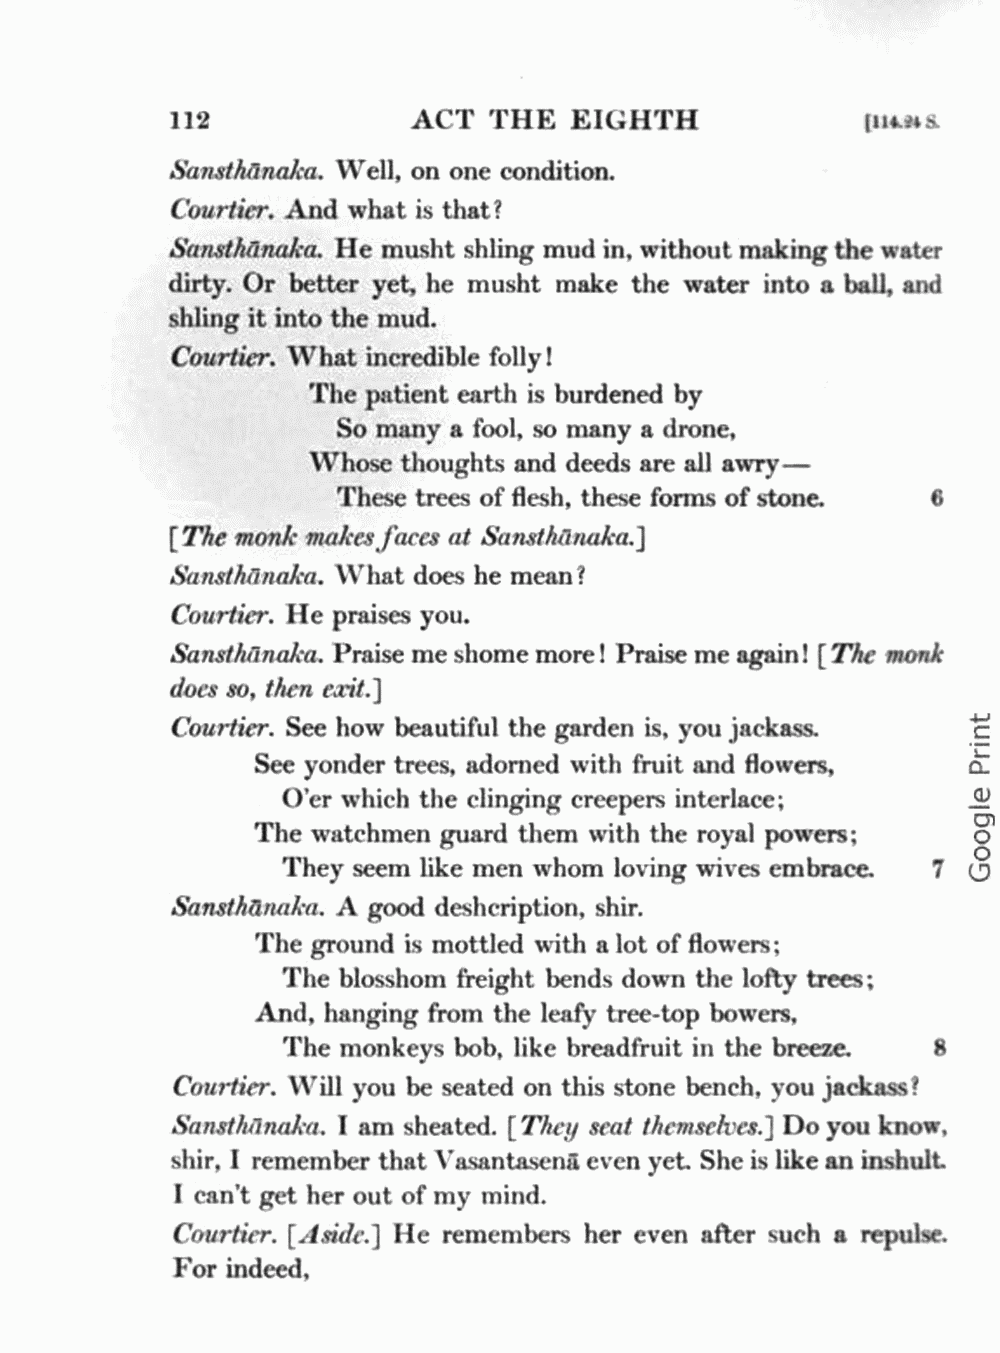 112 ACT THE EIGHTH [114.24 S.
Sansthānaka. Well, on one condition.
Courtier. And what is that?
Sansthānaka. He musht shling mud in, without making the water
dirty. Or better yet, he musht make the water into a ball, and
shling it into the mud.
Courtier. What incredible folly!
The patient earth is burdened by
So many a fool, so many a drone,
Whose thoughts and deeds are all awry—
These trees of flesh, these forms of stone. 6
[The monk makes faces at Sansthānaka.]
Sansthānaka. What does he mean?
Courtier. He praises you.
Sansthānaka. Praise me shome more! Praise me again! [The monk
does so, then exit.]
Courtier. See how beautiful the garden is, you jackass.
See yonder trees, adorned with fruit and flowers,
O'er which the clinging creepers interlace;
The watchmen guard them with the royal powers;
They seem like men whom loving wives embrace. 7
Sansthānaka. A good deshcription, shir.
The ground is mottled with a lot of flowers;
The blosshom freight bends down the lofty trees;
And, hanging from the leafy tree-top bowers,
The monkeys bob, like breadfruit in the breeze. 8
Courtier. Will you be seated on this stone bench, you jackass?
Sansthānaka. I am sheated. [They seat themselves.] Do you know,
shir, I remember that Vasantasenā even yet. She is like an inshult.
I can't get her out of my mind.
Courtier. [Aside.] He remembers her even after such a repulse.
For indeed,
Google Print